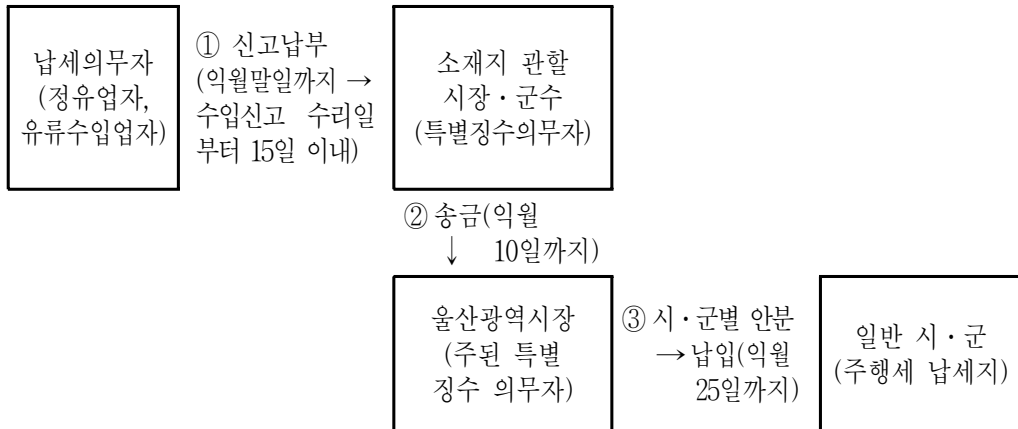 납세의무자
(정유업자,
유류수입업자)
① 신고납부
(익월말일까지 →
수입신고 수리일
부터 15일 이내)
소재지 관할
시장·군수
(특별징수의무자)
② 송금(익월
↓ 10일까지)
울산광역시장
(주된 특별
징수 의무자)
③ 시·군별 안분
→납입(익월
25일까지)
일반 시·군
(주행세 납세지)